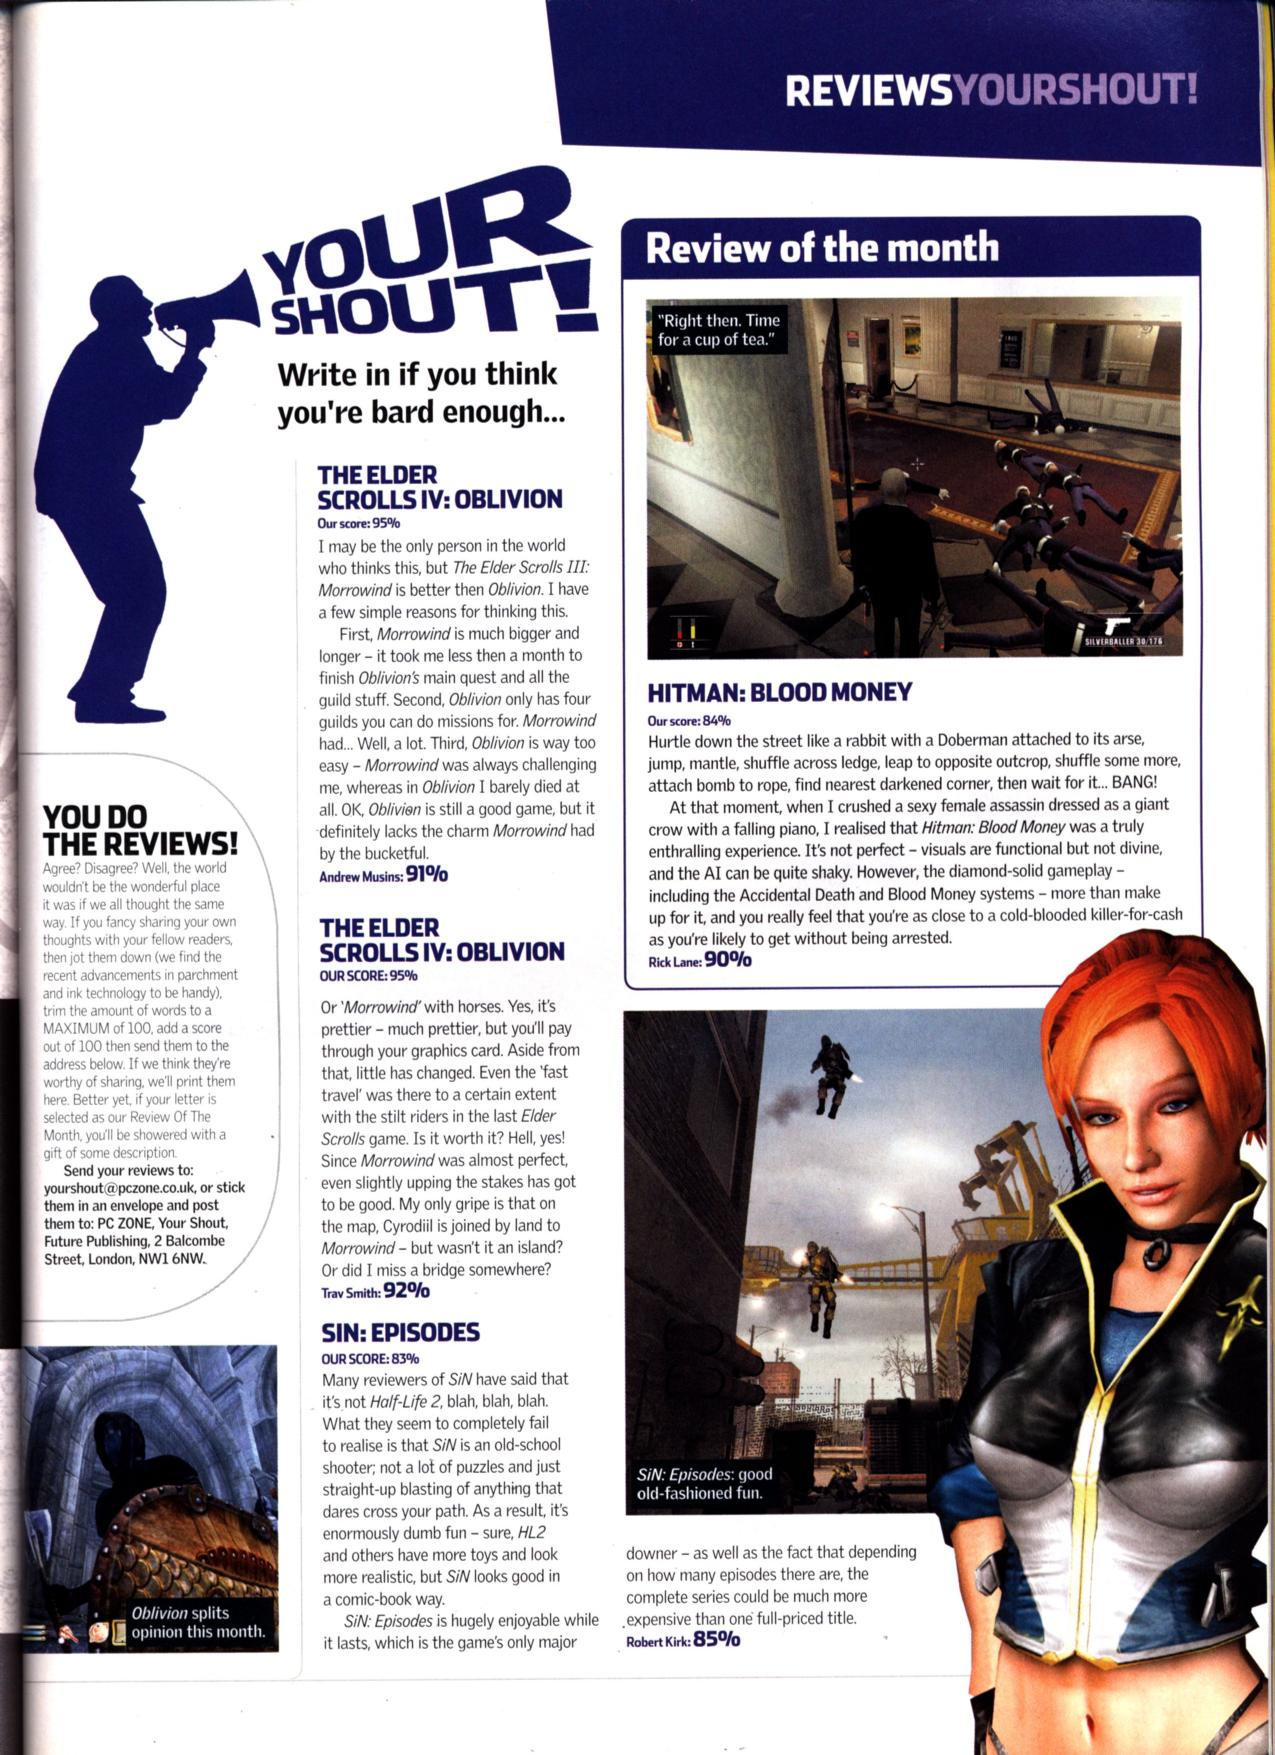 REVIEWSYOURSHOUT!
YOUR
SHOUT!
Write in if you think
you're bard enough...
YOU DO
THE REVIEWS!
Agree? Disagree? Well, the world
wouldn't be the wonderful place
it was if we all thought the same
way. If you fancy sharing your own
thoughts with your fellow readers,
then jot them down (we find the
recent advancements in parchment
and ink technology to be handy),
trim the amount of words to a
MAXIMUM of 100, add a score
out of 100 then send them to the
address below. If we think they're
worthy of sharing, we'll print them
here. Better yet, if your letter is
selected as our Review Of The
Month, you'll be showered with a
gift of some description.
Send your reviews to:
yourshout@pczone.co.uk, or stick
them in an envelope and post
them to: PC ZONE, Your Shout,
Future Publishing, 2 Balcombe
Street, London, NW1 6NW.
Oblivion splits
opinion this month.
THE ELDER
SCROLLS IV: OBLIVION
Our score: 95%
I may be the only person in the world
who thinks this, but The Elder Scrolls III:
Morrowind is better then Oblivion. I have
a few simple reasons for thinking this.
First, Morrowind is much bigger and
longer – it took me less then a month to
finish Oblivion's main quest and all the
guild stuff. Second, Oblivion only has four
guilds you can do missions for. Morrowind
had... Well, a lot. Third, Oblivion is way too
easy – Morrowind was always challenging
me, whereas in Oblivion I barely died at
all. OK, Oblivion is still a good game, but it
definitely lacks the charm Morrowind had
by the bucketful.
Andrew Musins: 91%
THE ELDER
SCROLLS IV: OBLIVION
OUR SCORE: 95%
Or 'Morrowind' with horses. Yes, it's
prettier – much prettier, but you'll pay
through your graphics card. Aside from
that, little has changed. Even the 'fast
travel' was there to a certain extent
with the stilt riders in the last Elder
Scrolls game. Is it worth it? Hell, yes!
Since Morrowind was almost perfect,
even slightly upping the stakes has got
to be good. My only gripe is that on
the map, Cyrodiil is joined by land to
Morrowind – but wasn't it an island?
Or did I miss a bridge somewhere?
Trav Smith: 92%
SIN: EPISODES
OUR SCORE: 83%
Many reviewers of SiN have said that
it's not Half-Life 2, blah, blah, blah.
What they seem to completely fail
to realise is that SiN is an old-school
shooter; not a lot of puzzles and just
straight-up blasting of anything that
dares cross your path. As a result, it's
enormously dumb fun – sure, HL2
and others have more toys and look
more realistic, but SiN looks good in
a comic-book way.
SiN: Episodes is hugely enjoyable while
it lasts, which is the game's only major
downer – as well as the fact that depending
on how many episodes there are, the
complete series could be much more
expensive than one full-priced title.
Robert Kirk: 85%
Review of the month
"Right then. Time
for a cup of tea."
SILVERBALLER 30/176
HITMAN: BLOOD MONEY
Our score: 84%
Hurtle down the street like a rabbit with a Doberman attached to its arse,
jump, mantle, shuffle across ledge, leap to opposite outcrop, shuffle some more,
attach bomb to rope, find nearest darkened corner, then wait for it... BANG!
At that moment, when I crushed a sexy female assassin dressed as a giant
crow with a falling piano, I realised that Hitman: Blood Money was a truly
enthralling experience. It's not perfect – visuals are functional but not divine,
and the AI can be quite shaky. However, the diamond-solid gameplay –
including the Accidental Death and Blood Money systems – more than make
up for it, and you really feel that you're as close to a cold-blooded killer-for-cash
as you're likely to get without being arrested.
Rick Lane: 90%
SiN: Episodes: good
old-fashioned fun.